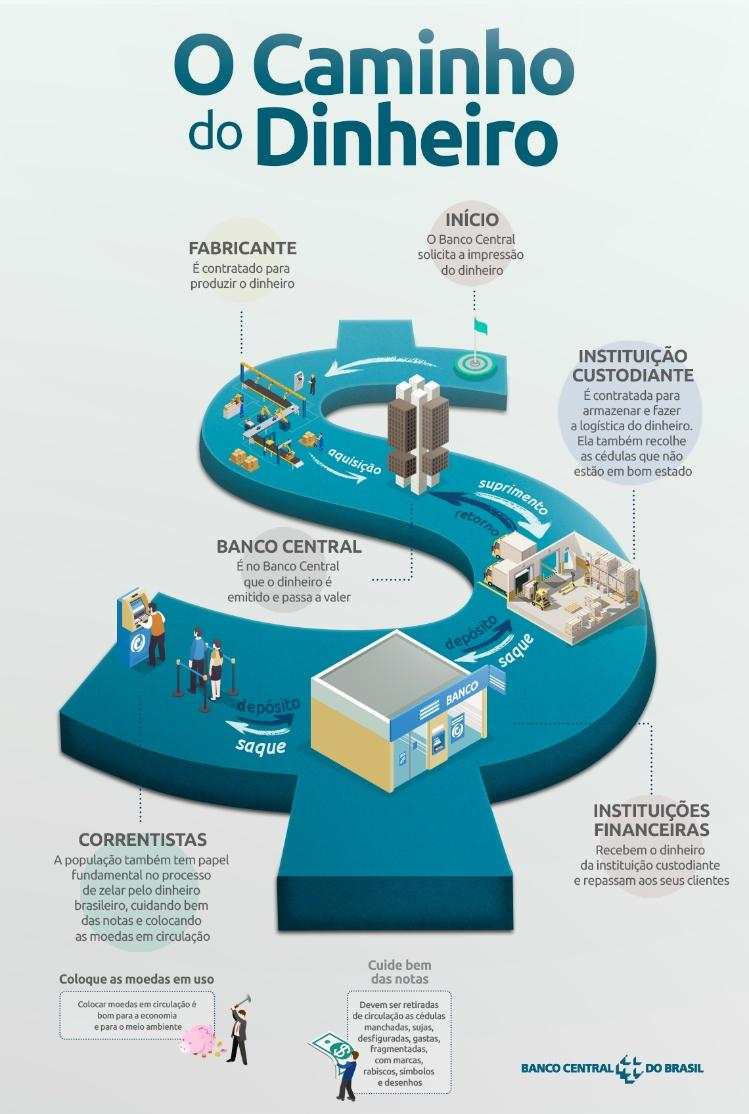 O Caminho
do Dinheiro
INÍCIO
O Banco Central
solicita a impressão
do dinheiro
FABRICANTE
É contratado para
produzir o dinheiro
INSTITUIÇÃO
CUSTODIANTE
É contratada para
armazenar e fazer
a logística do dinheiro.
Ela também recolhe
as cédulas que não
estão em bom estado
aquisição
suprimento
retorno
BANCO CENTRAL
É no Banco Central
que o dinheiro é
emitido e passa a valer
depósito
saque
BANCO
depósito
saque
INSTITUIÇÕES
FINANCEIRAS
Recebem o dinheiro
da instituição custodiante
e repassam aos seus clientes
CORRENTISTAS
A população também tem papel
fundamental no processo
de zelar pelo dinheiro
brasileiro, cuidando bem
das notas e colocando
as moedas em circulação
Coloque as moedas em uso
Colocar moedas em circulação é
bom para a economia
e para o meio ambiente
Cuide bem
das notas
Devem ser retiradas
de circulação as cédulas
manchadas, sujas,
desfiguradas, gastas,
fragmentadas,
com marcas,
rabiscos, símbolos
e desenhos
$
BANCO CENTRAL DO BRASIL